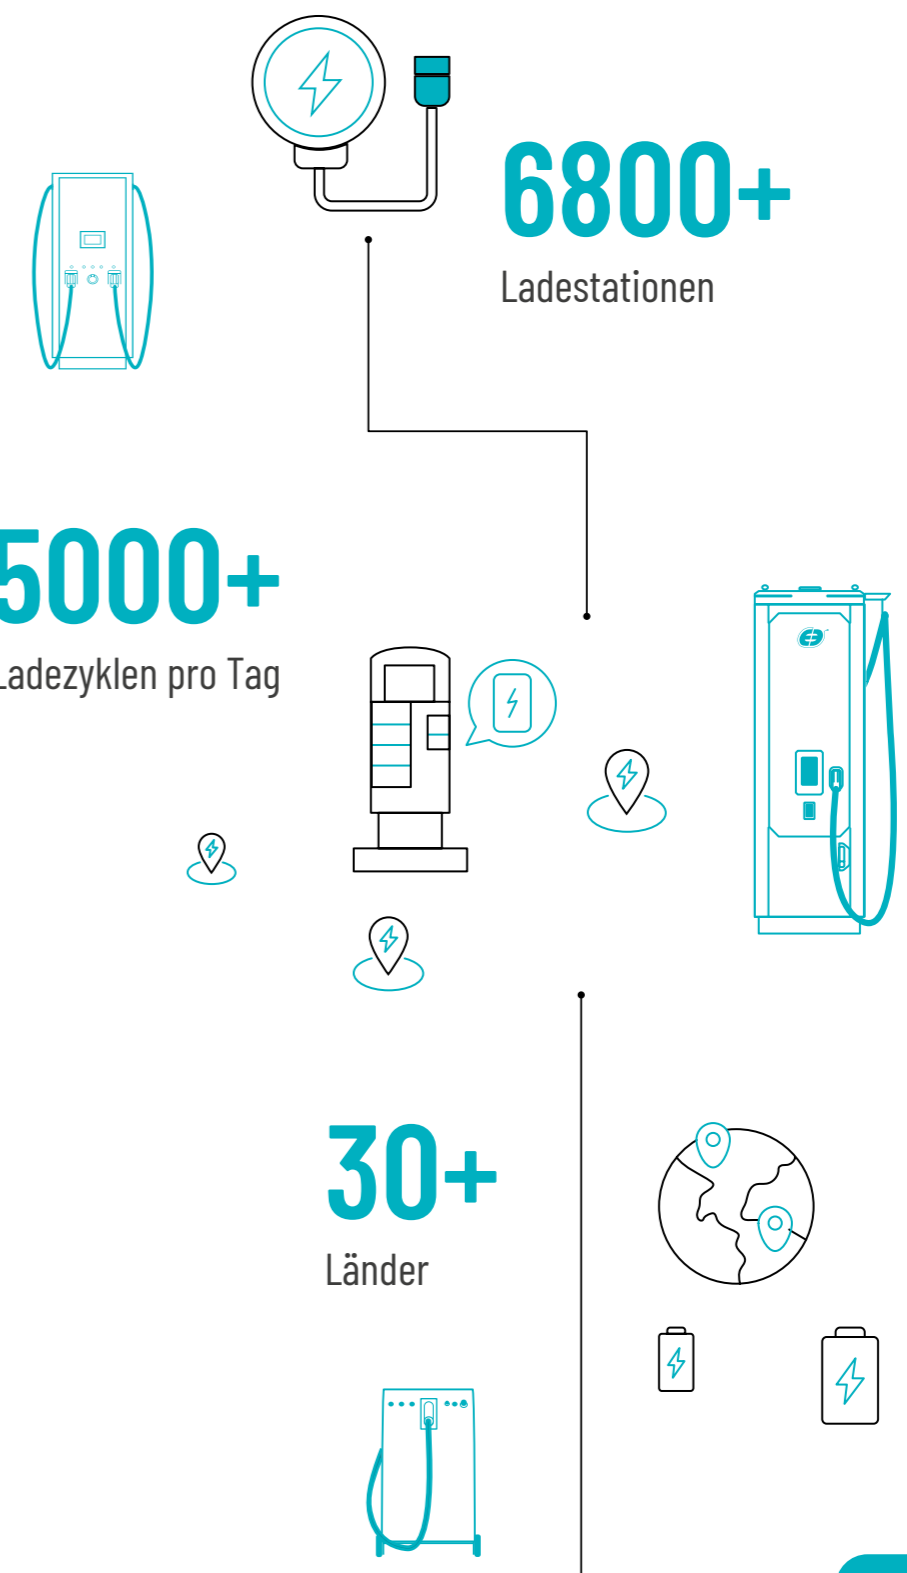 6800+
Ladestationen
5000+
Ladezyklen pro Tag
30+
Länder